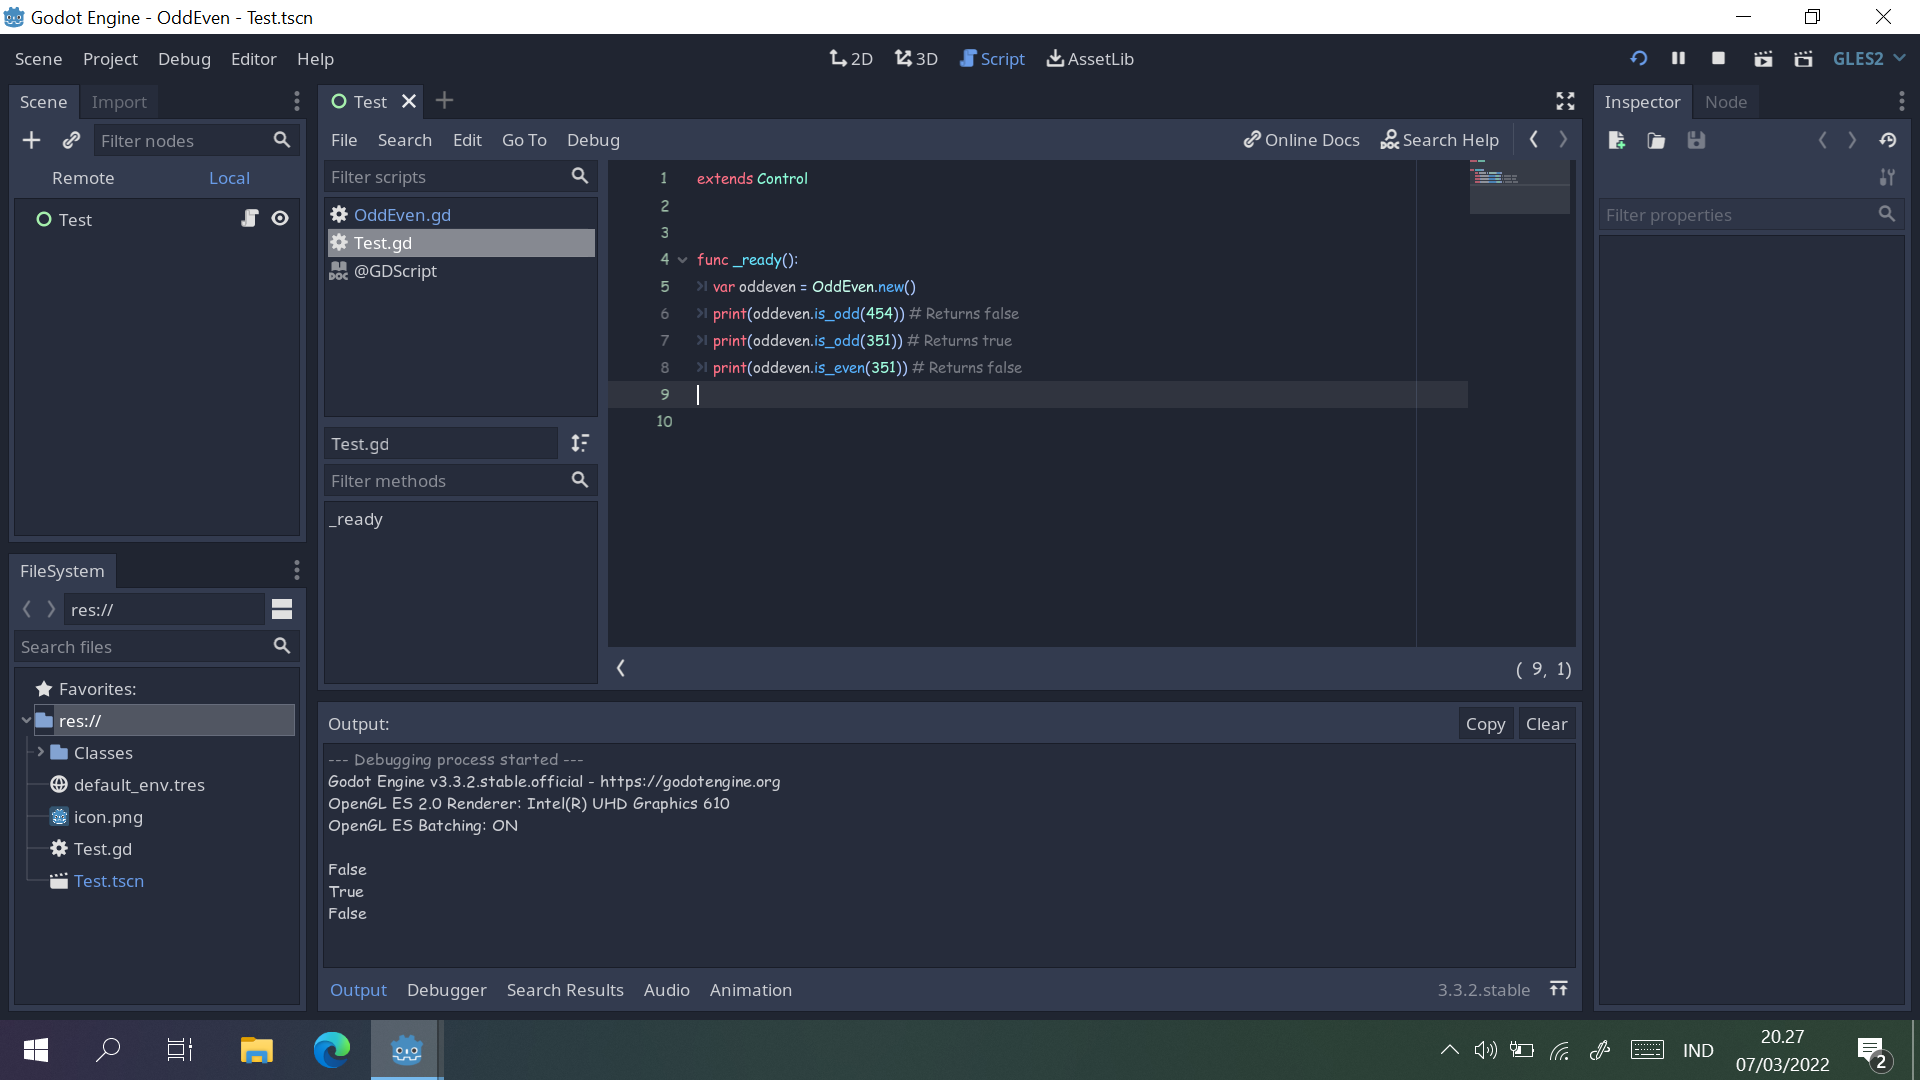 Godot Engine - OddEven - Test.tscn
Scene Project Debug Editor Help
2D 3D Script AssetLib
GLES2
Scene Import
Filter nodes
Remote Local
Test
FileSystem
res://
Search files
Favorites:
res://
Classes
default_env.tres
icon.png
Test.gd
Test.tscn
Test
File Search Edit Go To Debug
Online Docs Search Help
Filter scripts
OddEven.gd
Test.gd
@GDScript
Test.gd
Filter methods
_ready
1 extends Control
2
3
4 func _ready():
5 var oddeven = OddEven.new()
6 print(oddeven.is_odd(454)) # Returns false
7 print(oddeven.is_odd(351)) # Returns true
8 print(oddeven.is_even(351)) # Returns false
9
10
( 9, 1)
Output:
Copy Clear
--- Debugging process started ---
Godot Engine v3.3.2.stable.official - https://godotengine.org
OpenGL ES 2.0 Renderer: Intel(R) UHD Graphics 610
OpenGL ES Batching: ON
False
True
False
Output Debugger Search Results Audio Animation
3.3.2.stable
Inspector Node
Filter properties
IND
20.27
07/03/2022
2